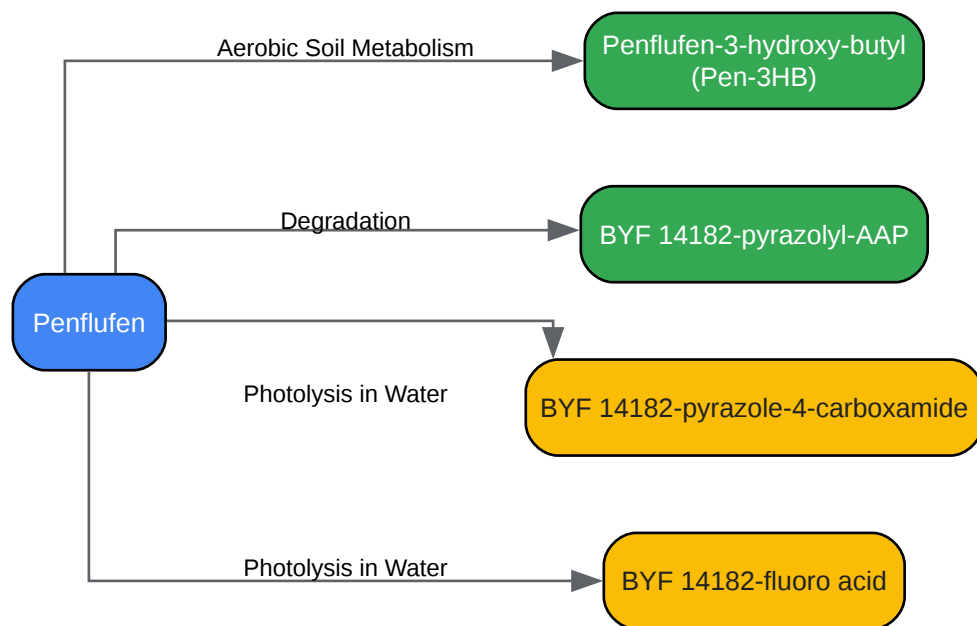 Aerobic Soil Metabolism
Penflufen-3-hydroxy-butyl
(Pen-3HB)
Degradation
BYF 14182-pyrazolyl-AAP
Penflufen
Photolysis in Water
BYF 14182-pyrazole-4-carboxamide
Photolysis in Water
BYF 14182-fluoro acid